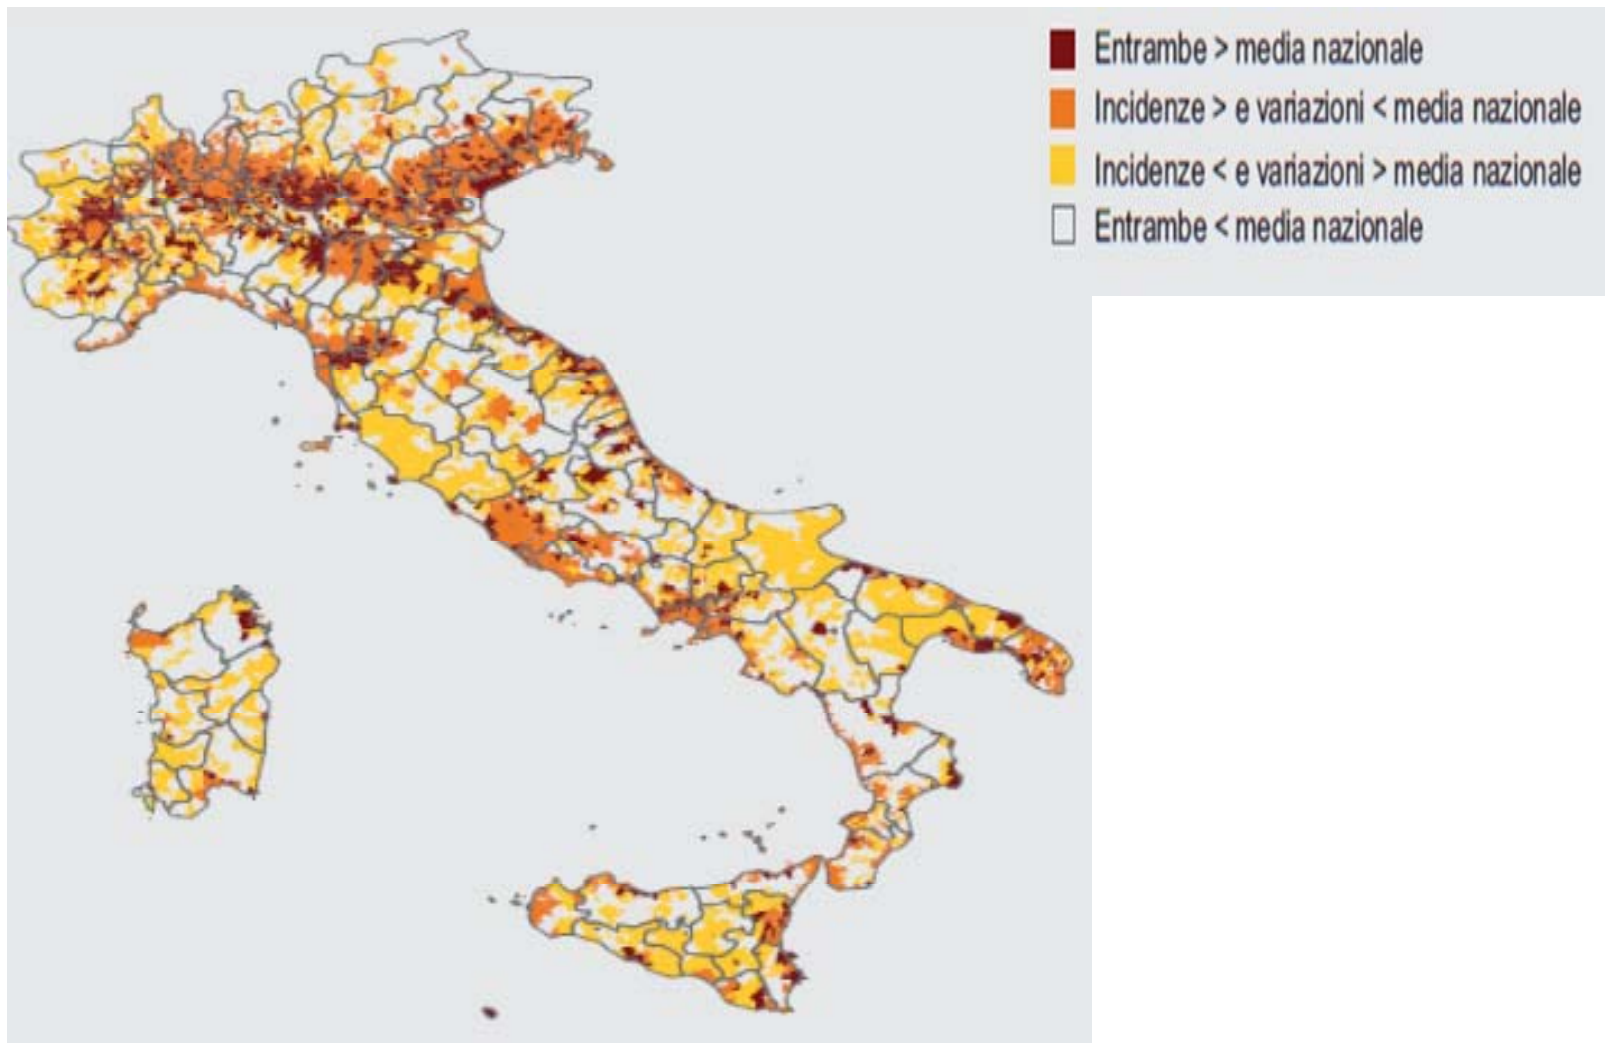 Entrambe > media nazionale
Incidenze > e variazioni < media nazionale
Incidenze < e variazioni > media nazionale
Entrambe < media nazionale